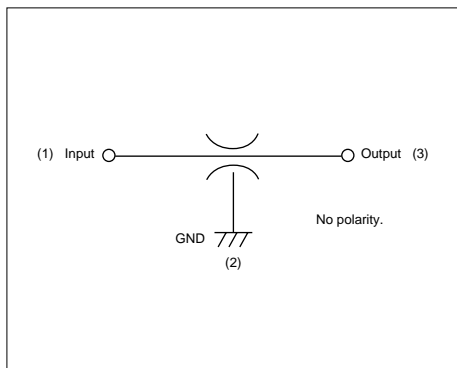 (1) Input Output (3)
No polarity.
GND
(2)